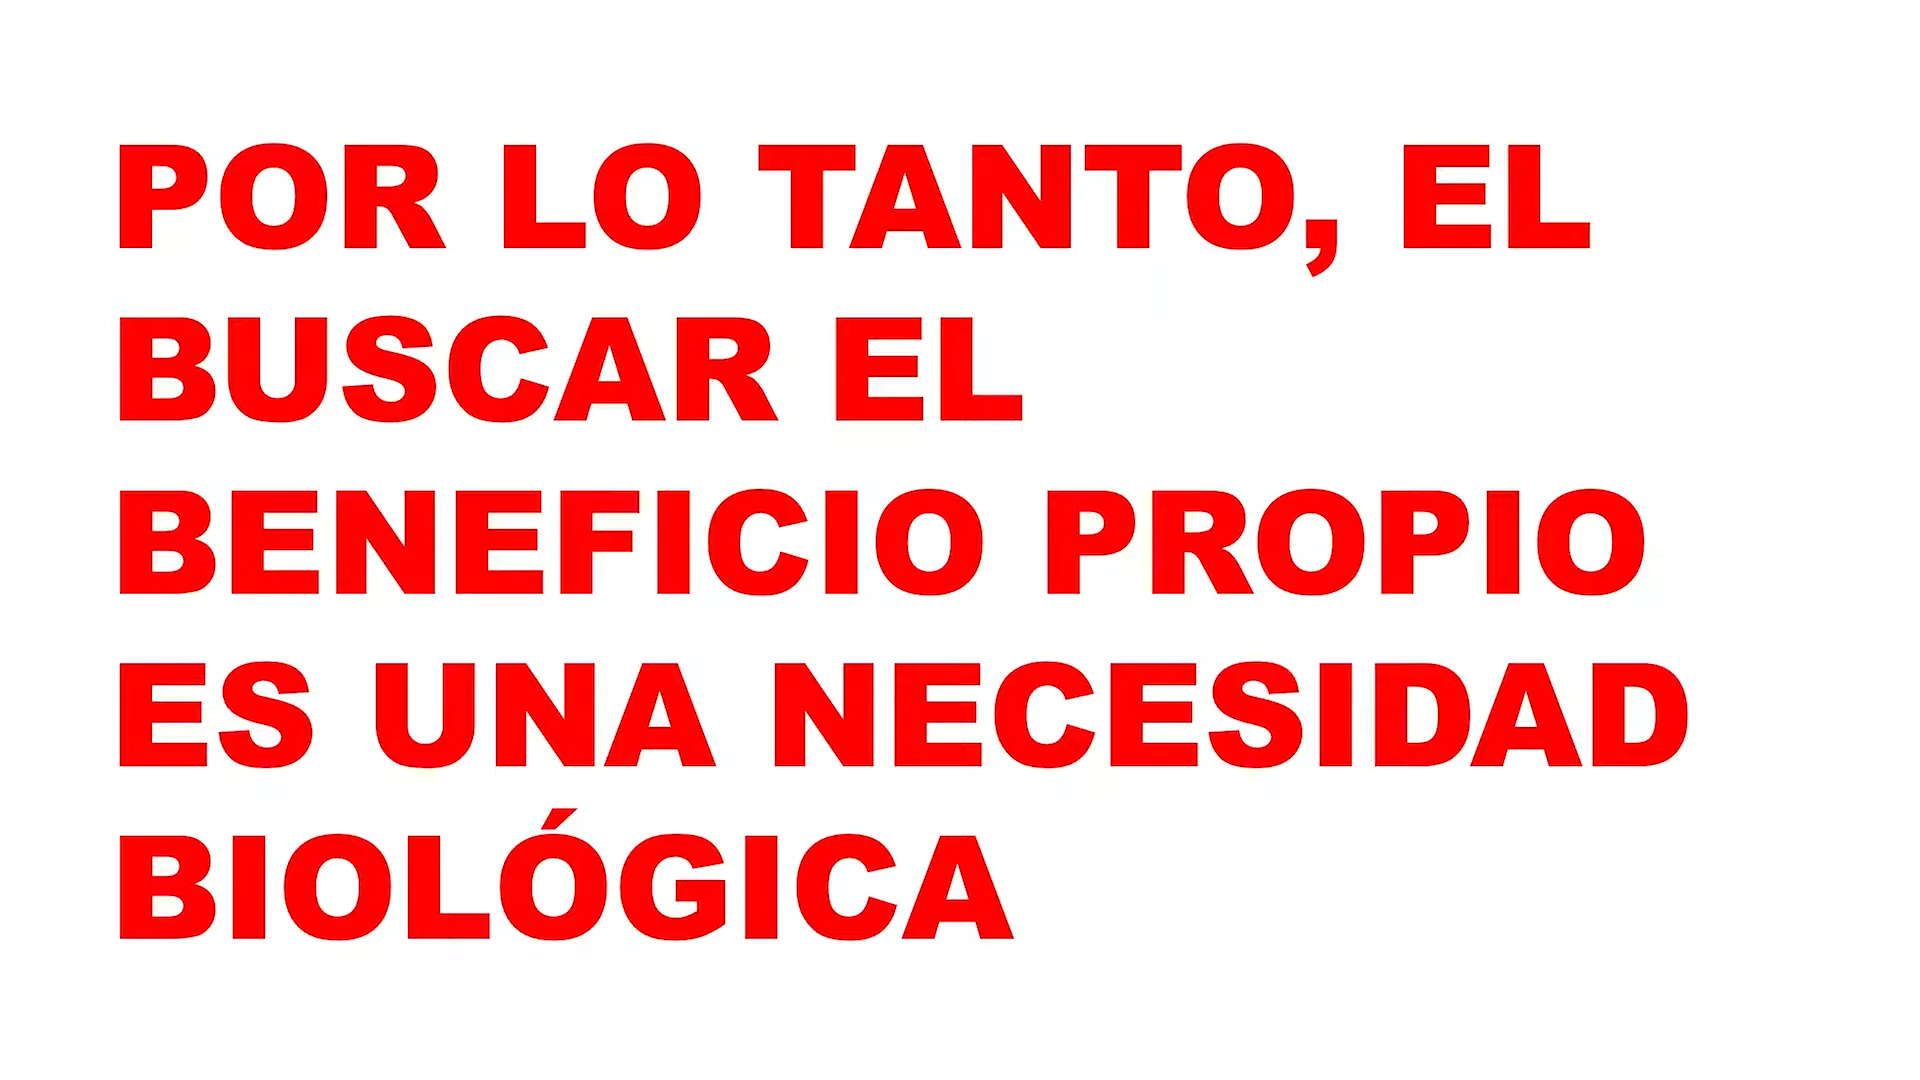 POR LO TANTO, EL
BUSCAR EL
BENEFICIO PROPIO
ES UNA NECESIDAD
BIOLÓGICA